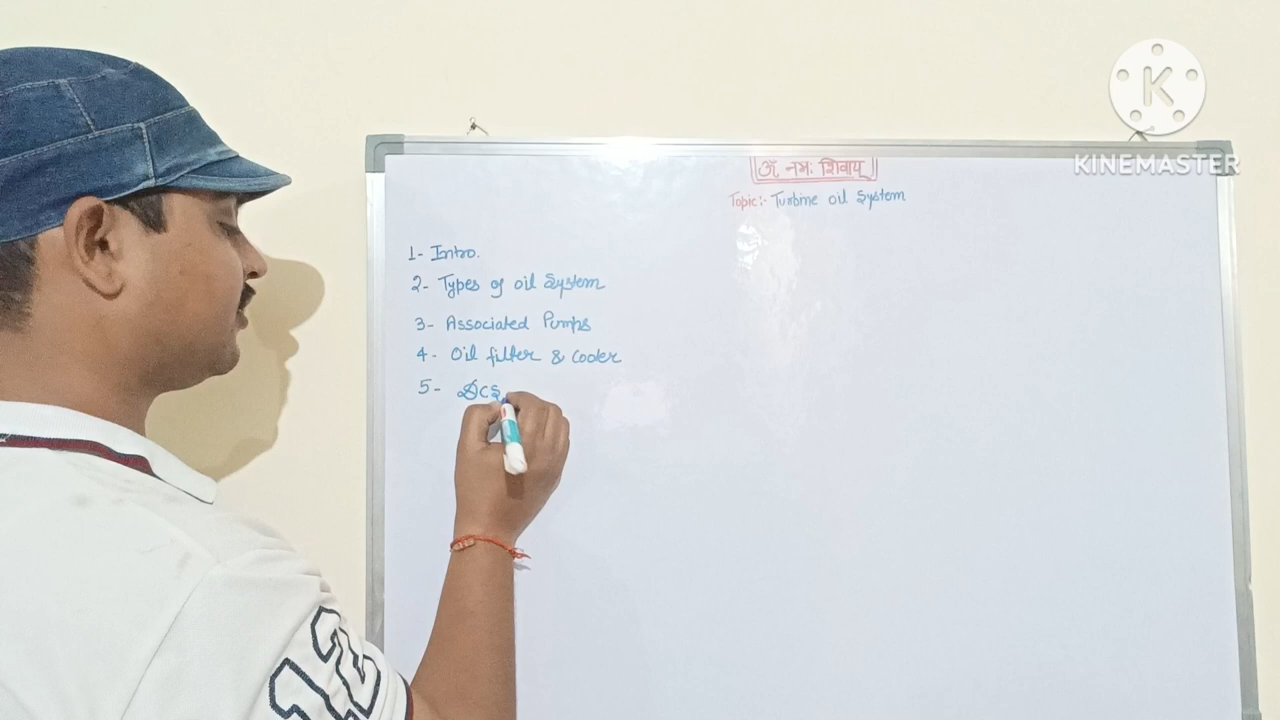 ॐ नमः शिवाय्
Topic:- Turbine oil System
1- Intro.
2- Types of oil System
3- Associated Pumps
4- Oil filter & Cooler
5- DCS
K
KINEMASTER
12